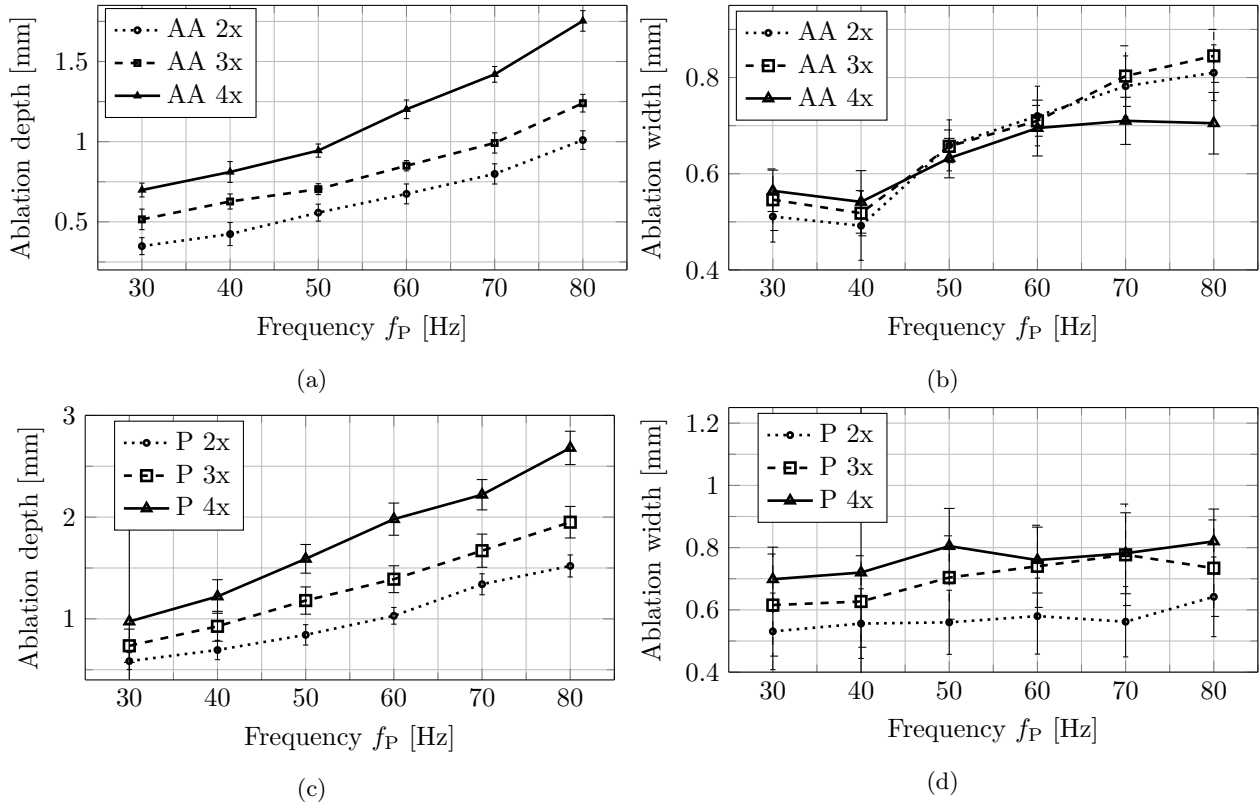 AA 2x
AA 3x
AA 4x
Ablation depth [mm]
1.5
1
0.5
30 40 50 60 70 80
Frequency f_P [Hz]
(a)
AA 2x
AA 3x
AA 4x
Ablation width [mm]
0.8
0.6
0.4
30 40 50 60 70 80
Frequency f_P [Hz]
(b)
P 2x
P 3x
P 4x
Ablation depth [mm]
3
2
1
30 40 50 60 70 80
Frequency f_P [Hz]
(c)
P 2x
P 3x
P 4x
Ablation width [mm]
1.2
1
0.8
0.6
0.4
30 40 50 60 70 80
Frequency f_P [Hz]
(d)